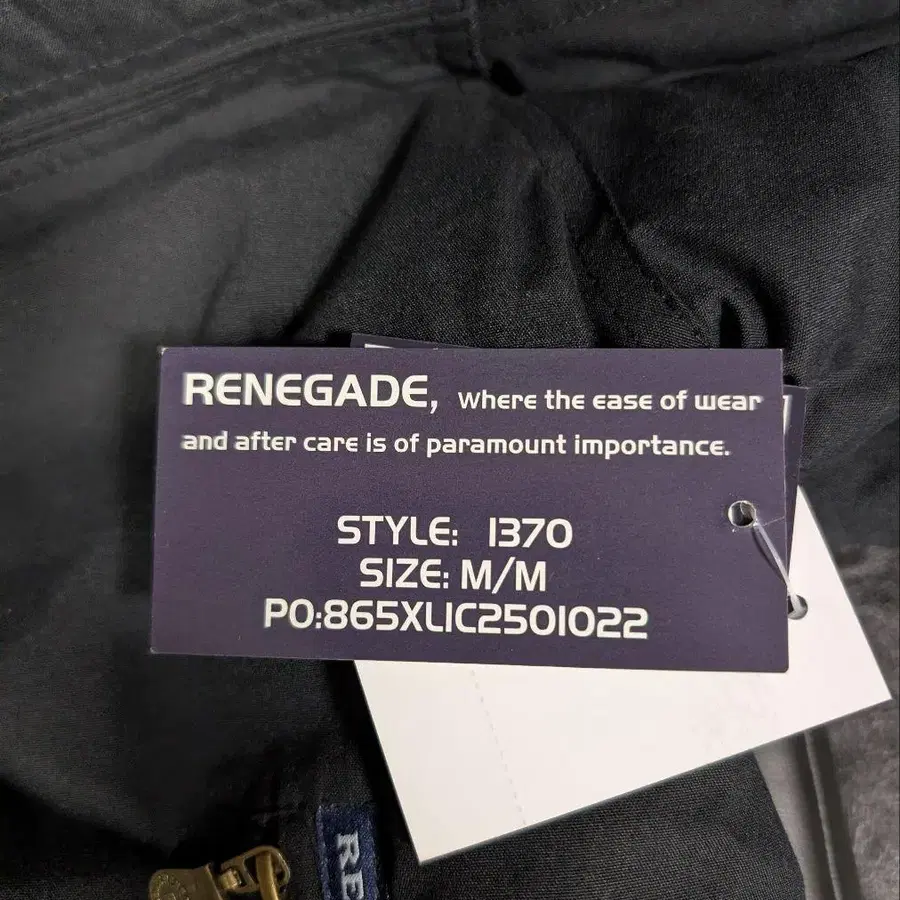 RENEGADE, where the ease of wear
and after care is of paramount importance.
STYLE: 1370
SIZE: M/M
PO:865XLIC2501022
RE